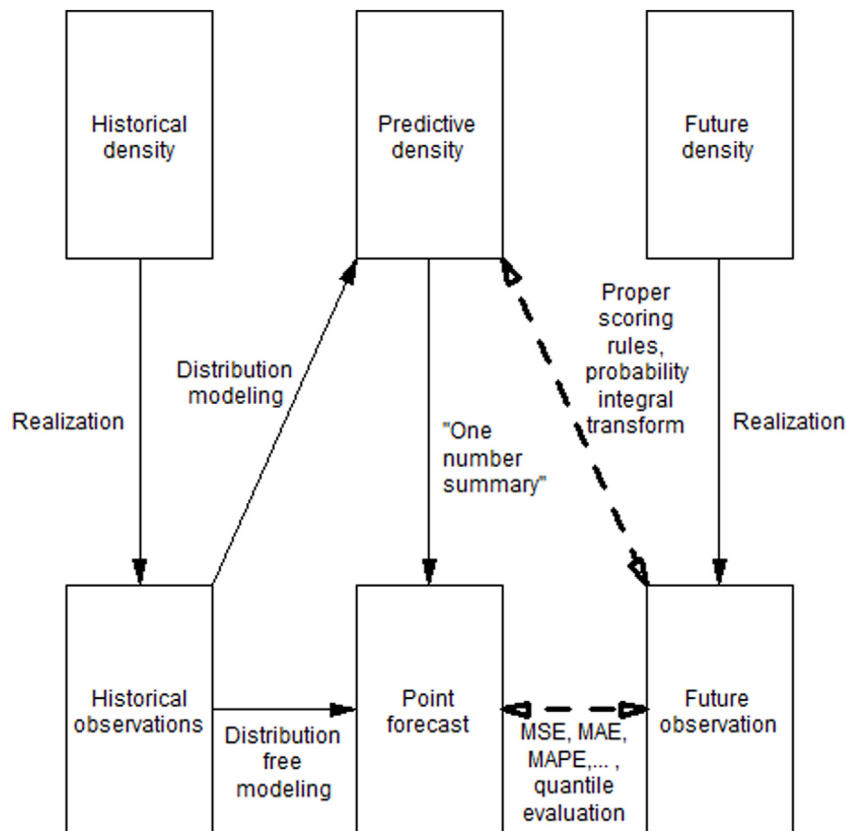 Historical
density
Predictive
density
Future
density
Distribution
modeling
Realization
"One
number
summary"
Proper
scoring
rules,
probability
integral
transform
Realization
Historical
observations
Distribution
free
modeling
Point
forecast
MSE, MAE,
MAPE,... ,
quantile
evaluation
Future
observation